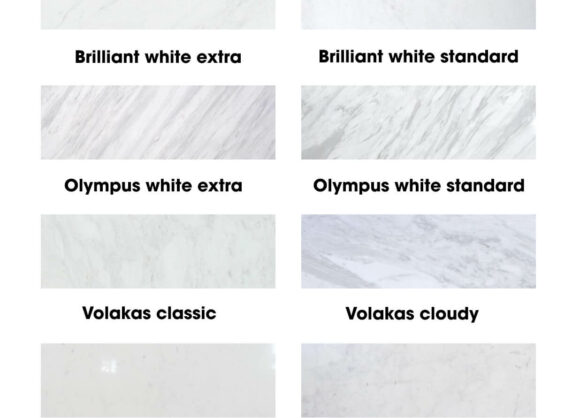 Brilliant white extra
Brilliant white standard
Olympus white extra
Olympus white standard
Volakas classic
Volakas cloudy